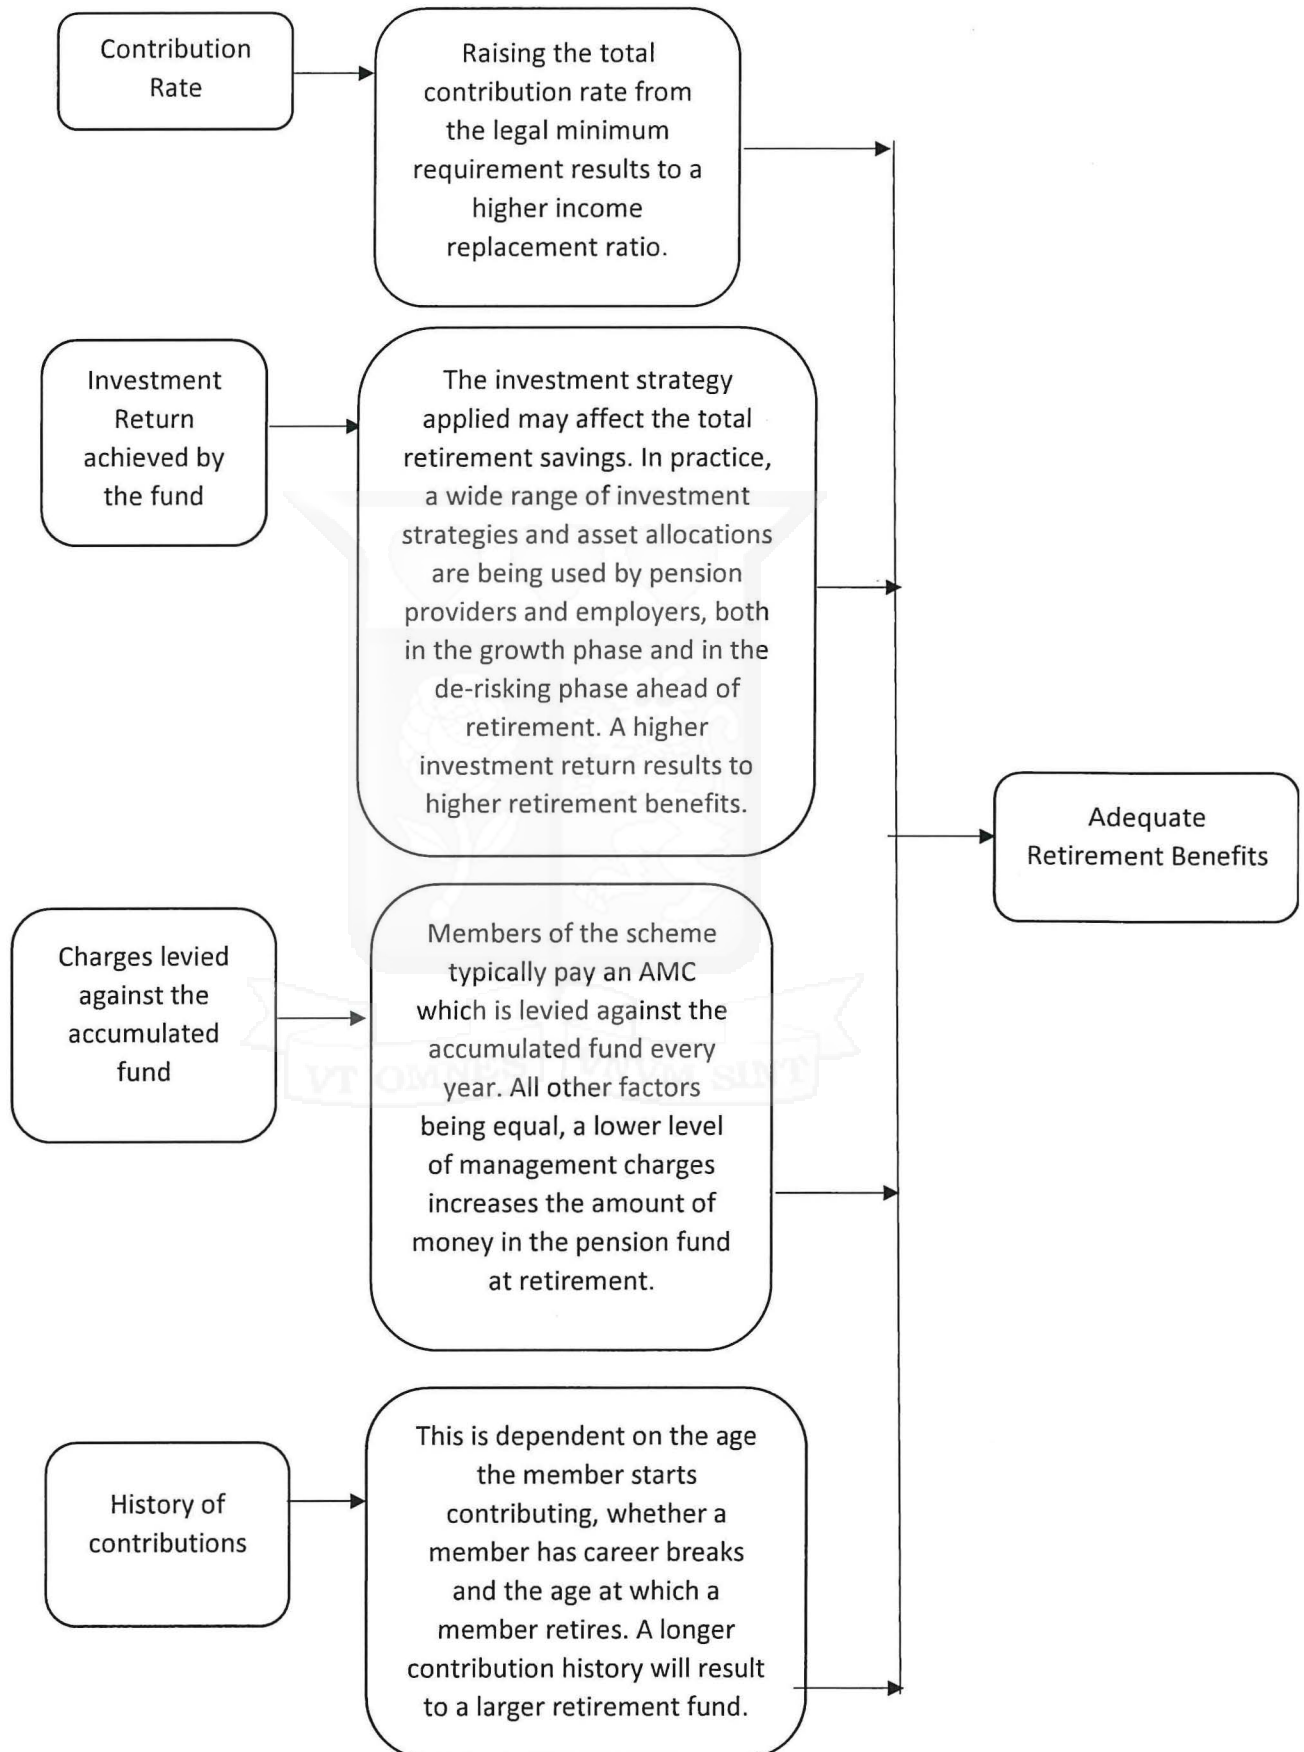 Contribution
Rate
Raising the total
contribution rate from
the legal minimum
requirement results to a
higher income
replacement ratio.
Investment
Return
achieved by
the fund
The investment strategy
applied may affect the total
retirement savings. In practice,
a wide range of investment
strategies and asset allocations
are being used by pension
providers and employers, both
in the growth phase and in the
de-risking phase ahead of
retirement. A higher
investment return results to
higher retirement benefits.
Adequate
Retirement Benefits
Charges levied
against the
accumulated
fund
Members of the scheme
typically pay an AMC
which is levied against the
accumulated fund every
year. All other factors
being equal, a lower level
of management charges
increases the amount of
money in the pension fund
at retirement.
VT OMNES VNVM SINT
History of
contributions
This is dependent on the age
the member starts
contributing, whether a
member has career breaks
and the age at which a
member retires. A longer
contribution history will result
to a larger retirement fund.